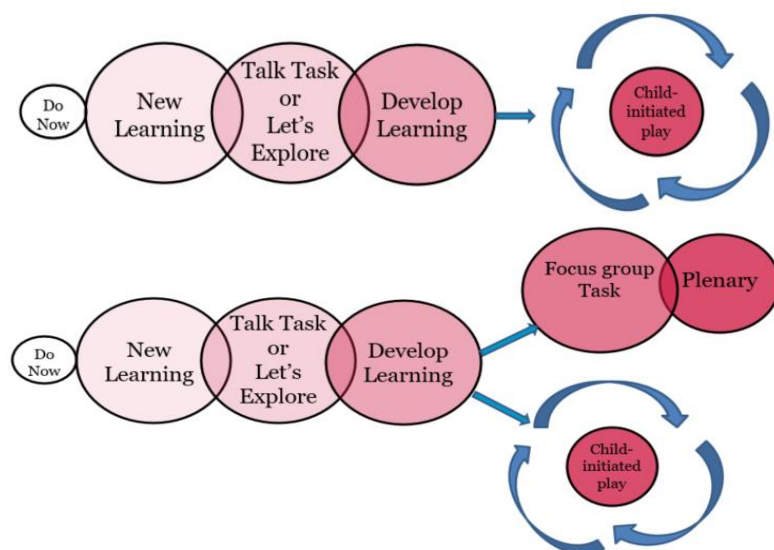 Do
Now
New
Learning
Talk Task
or
Let's
Explore
Develop
Learning
Child-
initiated
play
Do
Now
New
Learning
Talk Task
or
Let's
Explore
Develop
Learning
Focus group
Task
Plenary
Child-
initiated
play